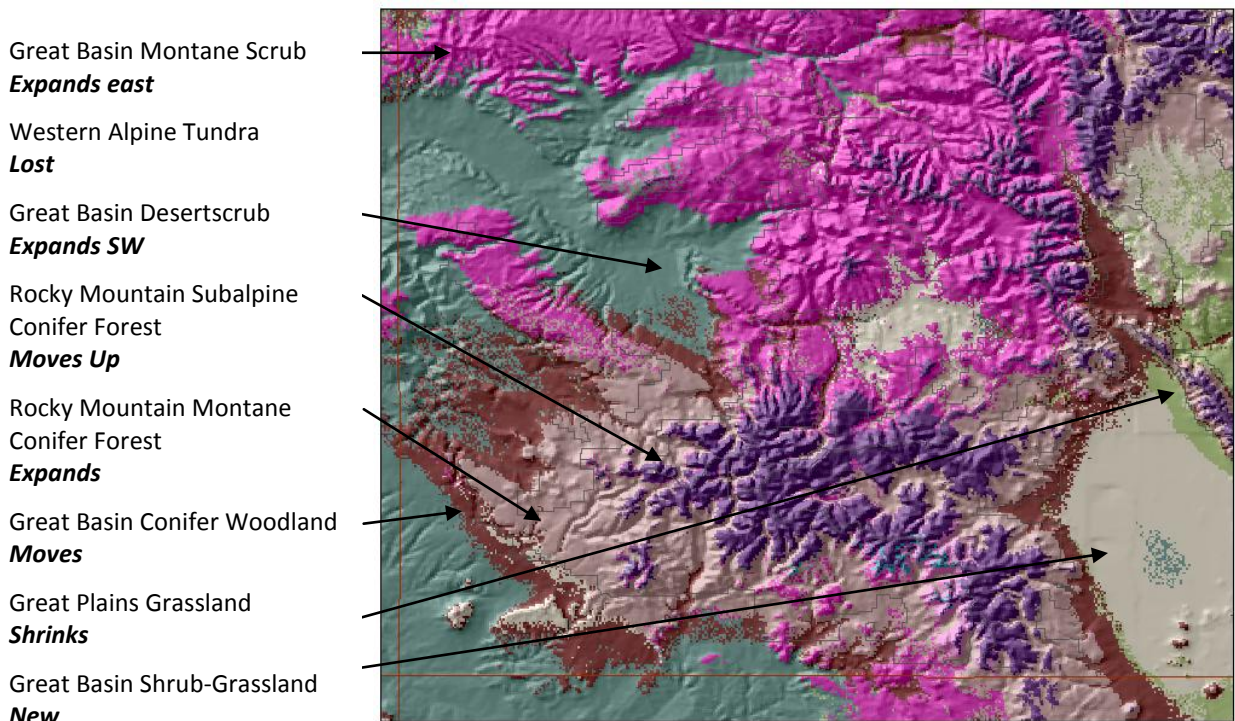 Great Basin Montane Scrub
Expands east
Western Alpine Tundra
Lost
Great Basin Desertscrub
Expands SW
Rocky Mountain Subalpine
Conifer Forest
Moves Up
Rocky Mountain Montane
Conifer Forest
Expands
Great Basin Conifer Woodland
Moves
Great Plains Grassland
Shrinks
Great Basin Shrub-Grassland
New